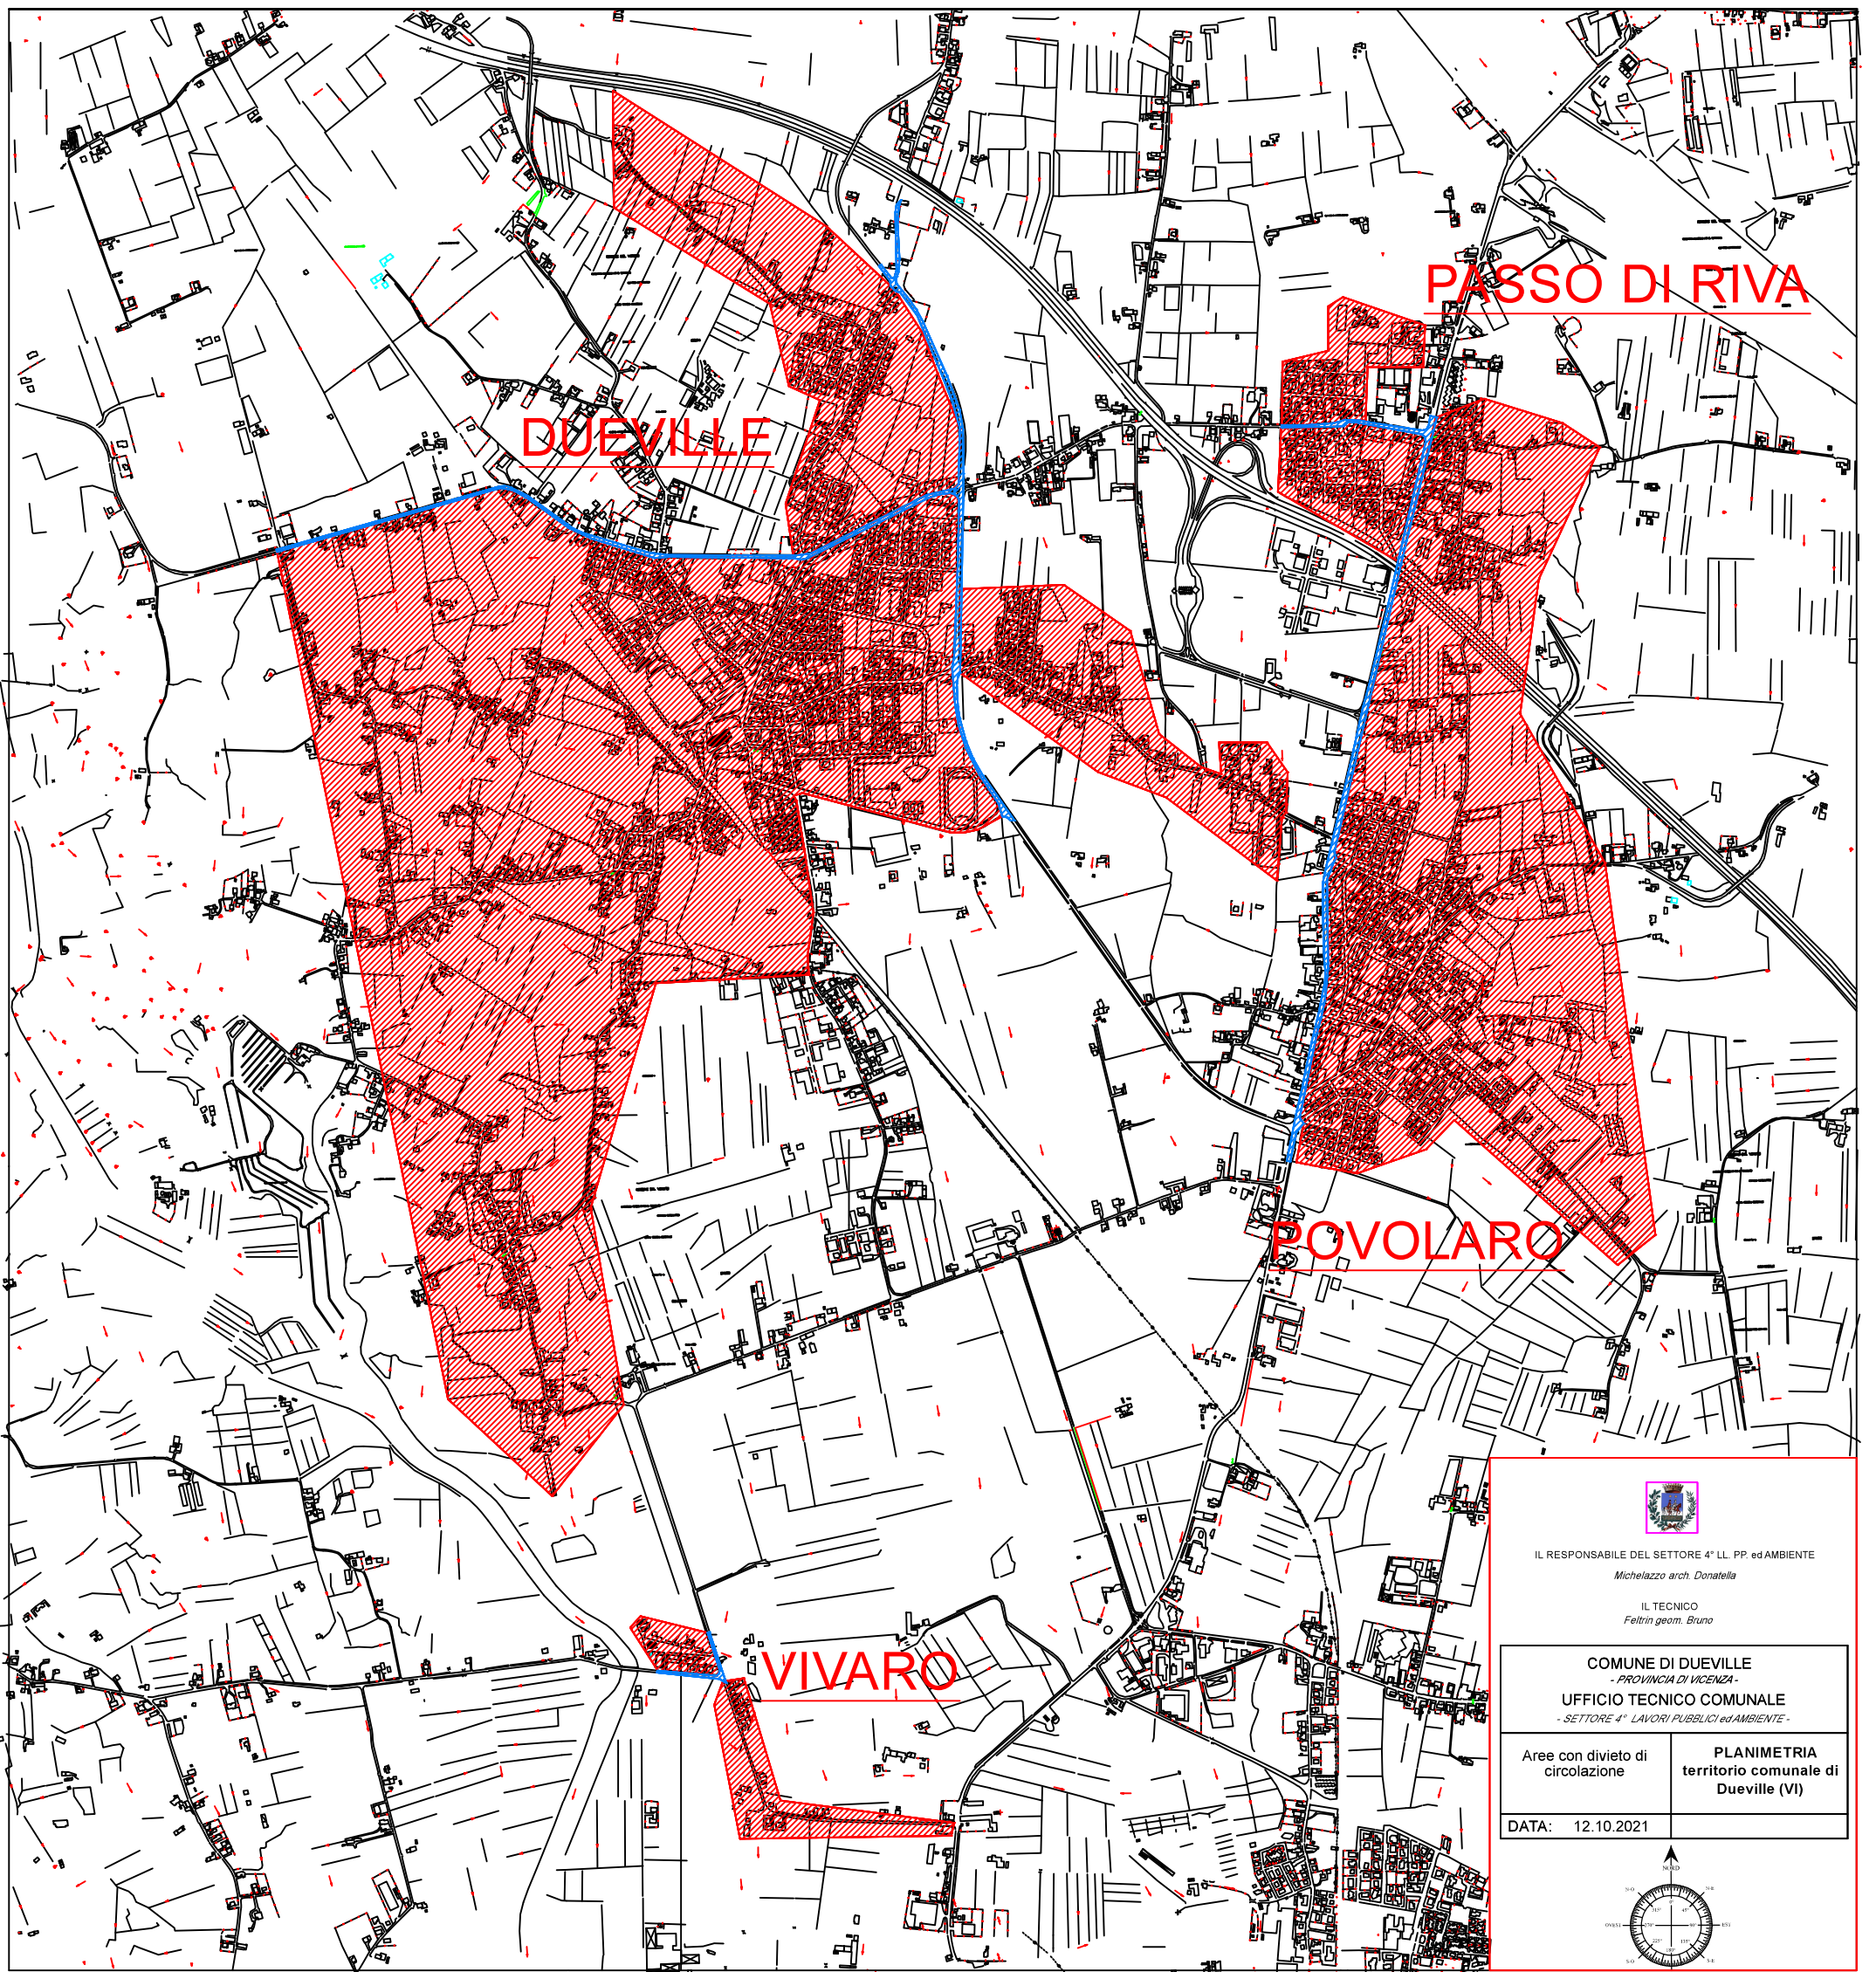 PASSO DI RIVA
DUEVILLE
POVOLARO
VIVARO
IL RESPONSABILE DEL SETTORE 4° LL. PP. ed AMBIENTE
Michelazzo arch. Donatella
IL TECNICO
Feltrin geom. Bruno
COMUNE DI DUEVILLE
- PROVINCIA DI VICENZA -
UFFICIO TECNICO COMUNALE
- SETTORE 4° LAVORI PUBBLICI ed AMBIENTE -
Aree con divieto di
circolazione
PLANIMETRIA
territorio comunale di
Dueville (VI)
DATA: 12.10.2021
NORD